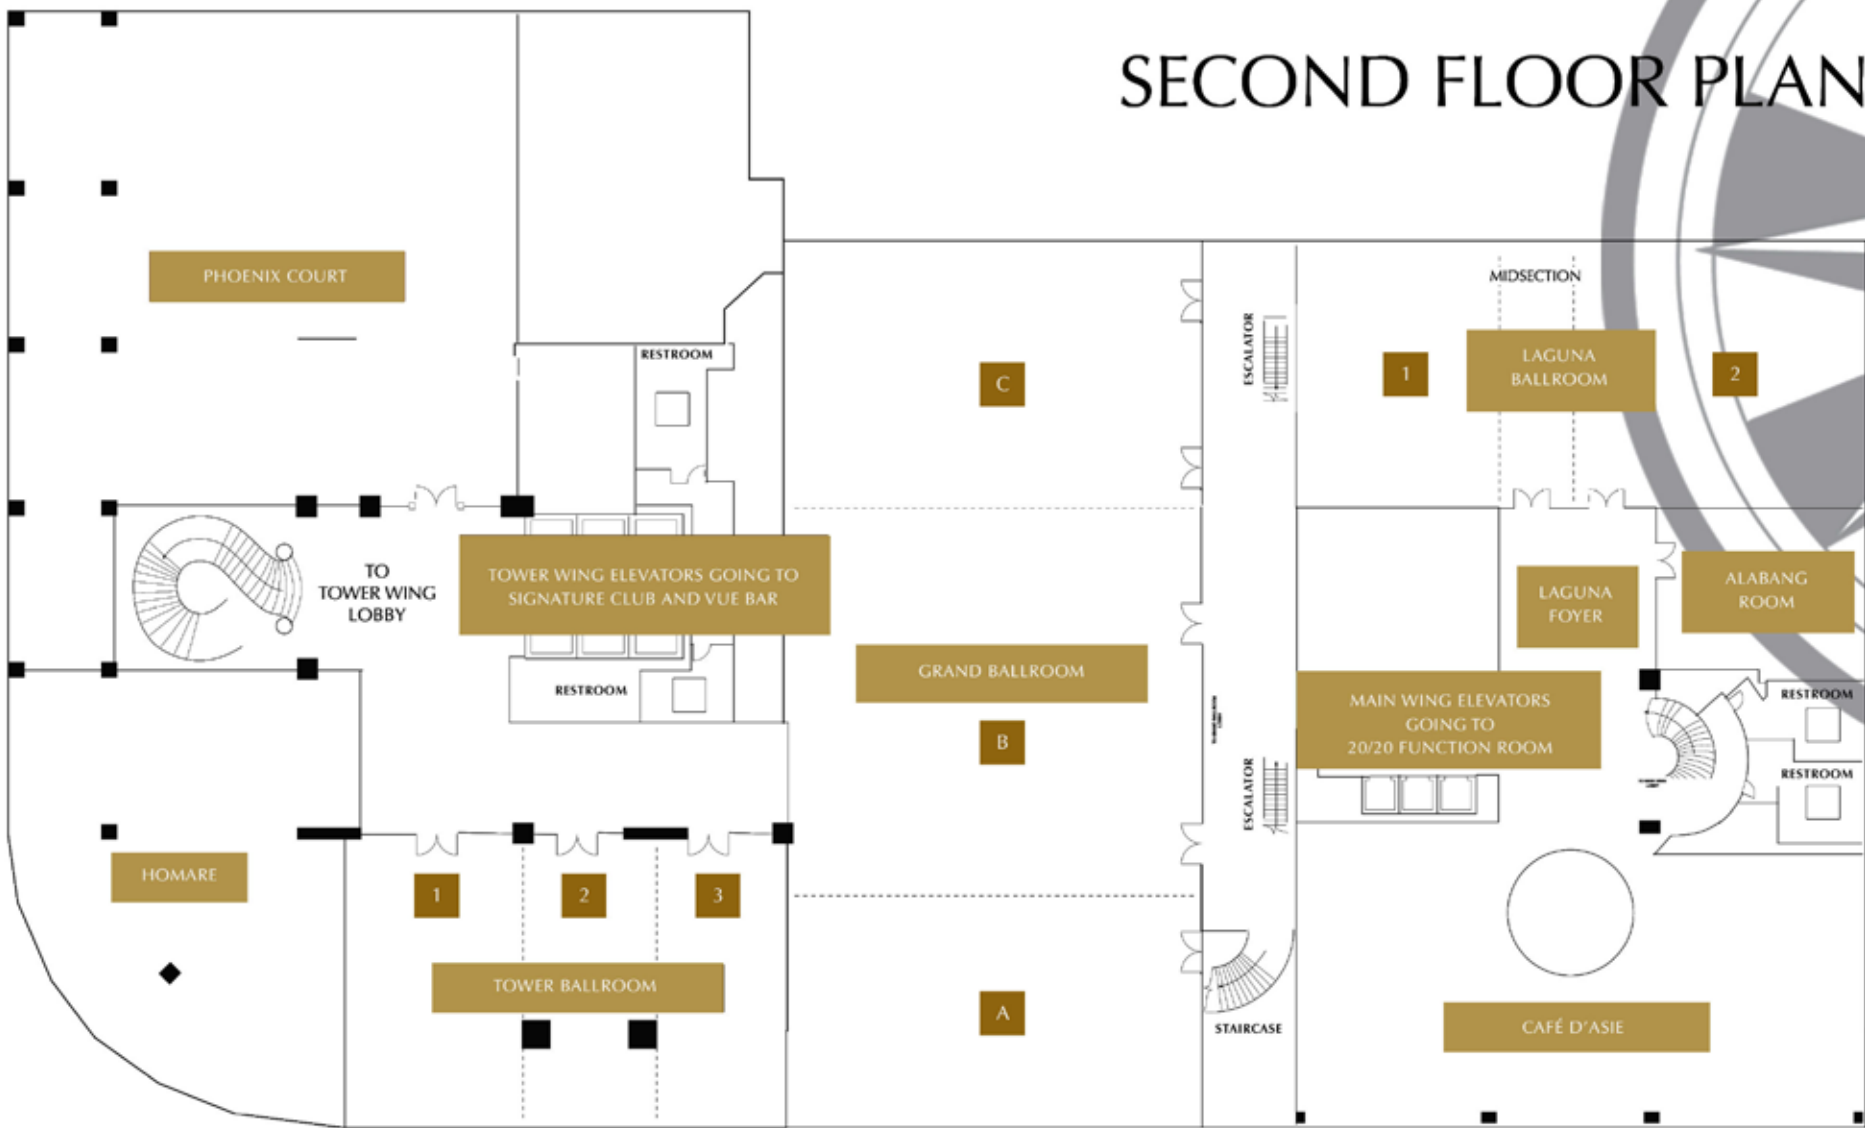 SECOND FLOOR PLAN
PHOENIX COURT
RESTROOM
TO
TOWER WING
LOBBY
TOWER WING ELEVATORS GOING TO
SIGNATURE CLUB AND VUE BAR
RESTROOM
HOMARE
1
2
3
TOWER BALLROOM
C
GRAND BALLROOM
B
A
ESCALATOR
ESCALATOR
STAIRCASE
MIDSECTION
1
LAGUNA
BALLROOM
2
LAGUNA
FOYER
ALABANG
ROOM
MAIN WING ELEVATORS
GOING TO
20/20 FUNCTION ROOM
RESTROOM
RESTROOM
CAFÉ D'ASIE